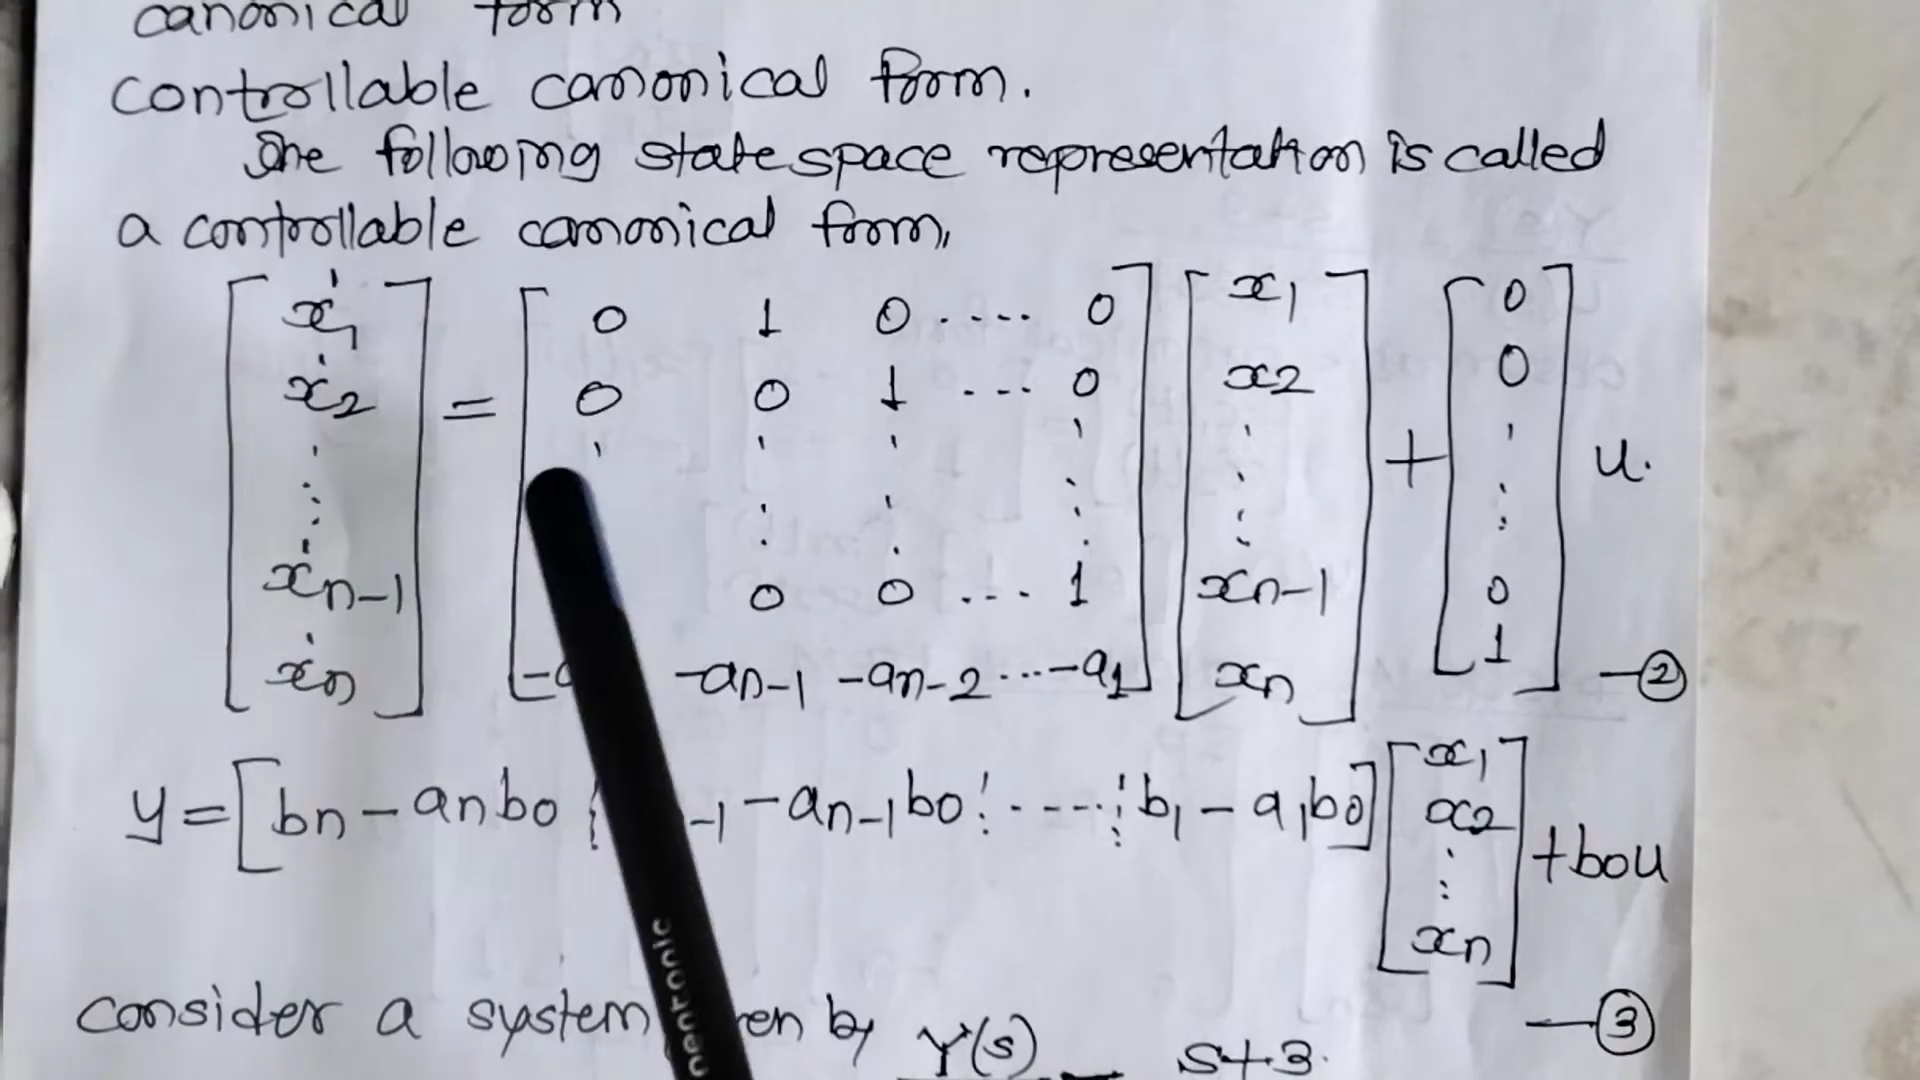 canonical form
controllable canonical form.
The following state space representation is called
a controllable canonical form,
[ẋ1 ẋ2 ⋮ ẋn-1 ẋn] = [0 1 0 .... 0
0 0 1 ... 0
⋮ ⋮ ⋮ ⋮
0 0 ... 1
-an-1 -an-2 ... -a1] [x1 x2 ⋮ xn-1 xn] + [0 0 ⋮ 0 1] u. —②
y = [bn - anbo ¦ -1 - an-1bo ¦ ---- ¦ b1 - a1bo] [x1 x2 ⋮ xn] + bou
—③
consider a system by Y(s) = s+3
pentonic